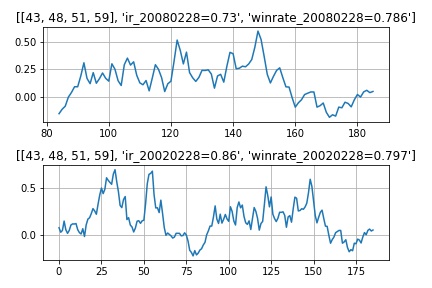 [[43, 48, 51, 59], 'ir_20080228=0.73', 'winrate_20080228=0.786']
0.50
0.25
0.00
80 100 120 140 160 180
[[43, 48, 51, 59], 'ir_20020228=0.86', 'winrate_20020228=0.797']
0.5
0.0
0 25 50 75 100 125 150 175